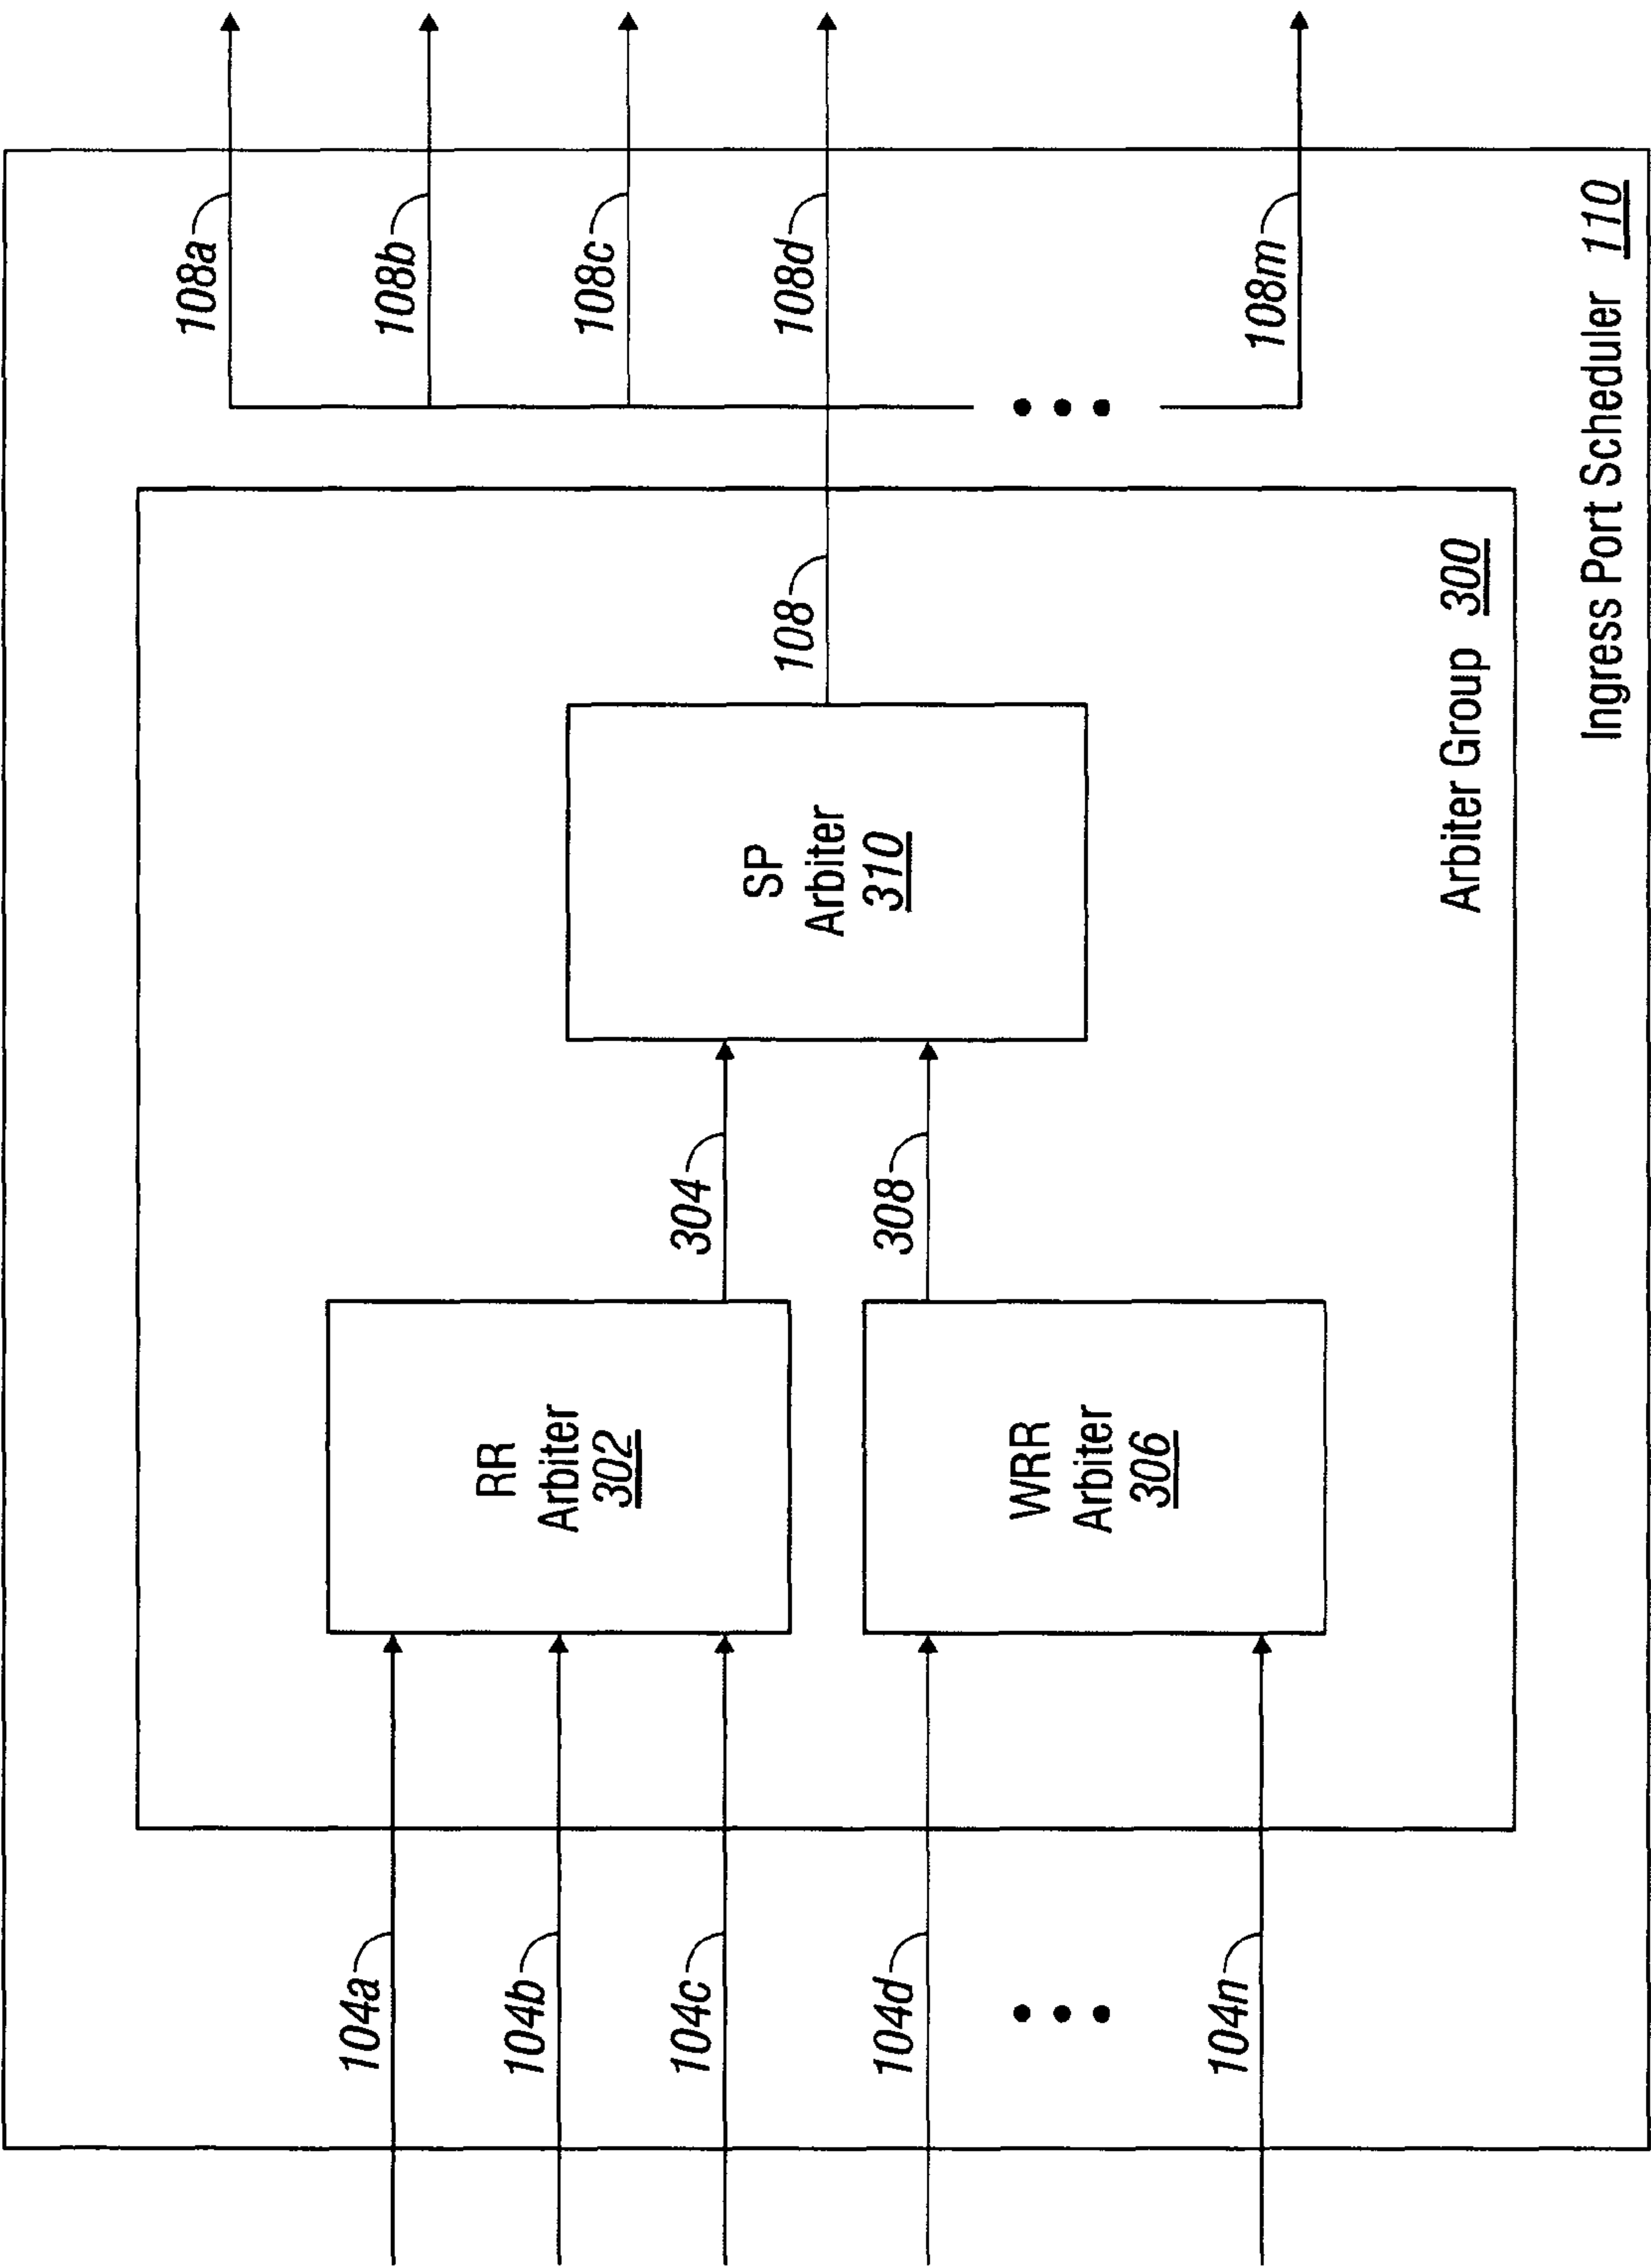 104a
104b
104c
104d
104n
RR
Arbiter
302
WRR
Arbiter
306
304
308
SP
Arbiter
310
108
108a
108b
108c
108d
108m
Arbiter Group 300
Ingress Port Scheduler 110